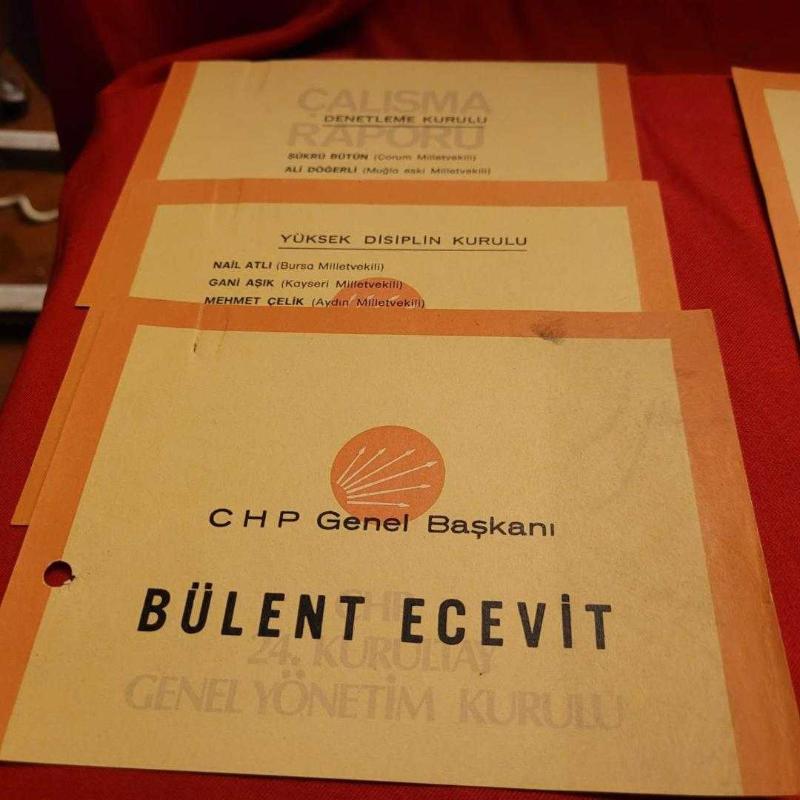 ÇALIŞMA
DENETLEME KURULU
RAPORU
ŞÜKRÜ BÜTÜN (Çorum Milletvekili)
ALİ DÖĞERLİ (Muğla eski Milletvekili)
YÜKSEK DİSİPLİN KURULU
NAİL ATLI (Bursa Milletvekili)
GANİ AŞIK (Kayseri Milletvekili)
MEHMET ÇELİK (Aydın Milletvekili)
CHP Genel Başkanı
CHP
BÜLENT ECEVİT
24. KURULTAY
GENEL YÖNETİM KURULU